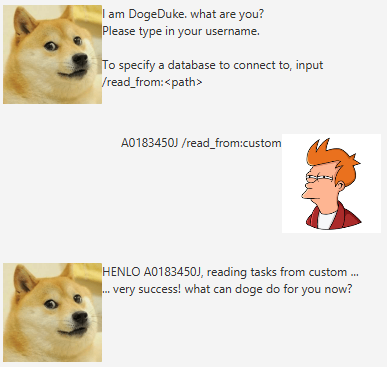 I am DogeDuke. what are you?
Please type in your username.
To specify a database to connect to, input
/read_from:<path>
A0183450J /read_from:custom
HENLO A0183450J, reading tasks from custom ...
... very success! what can doge do for you now?